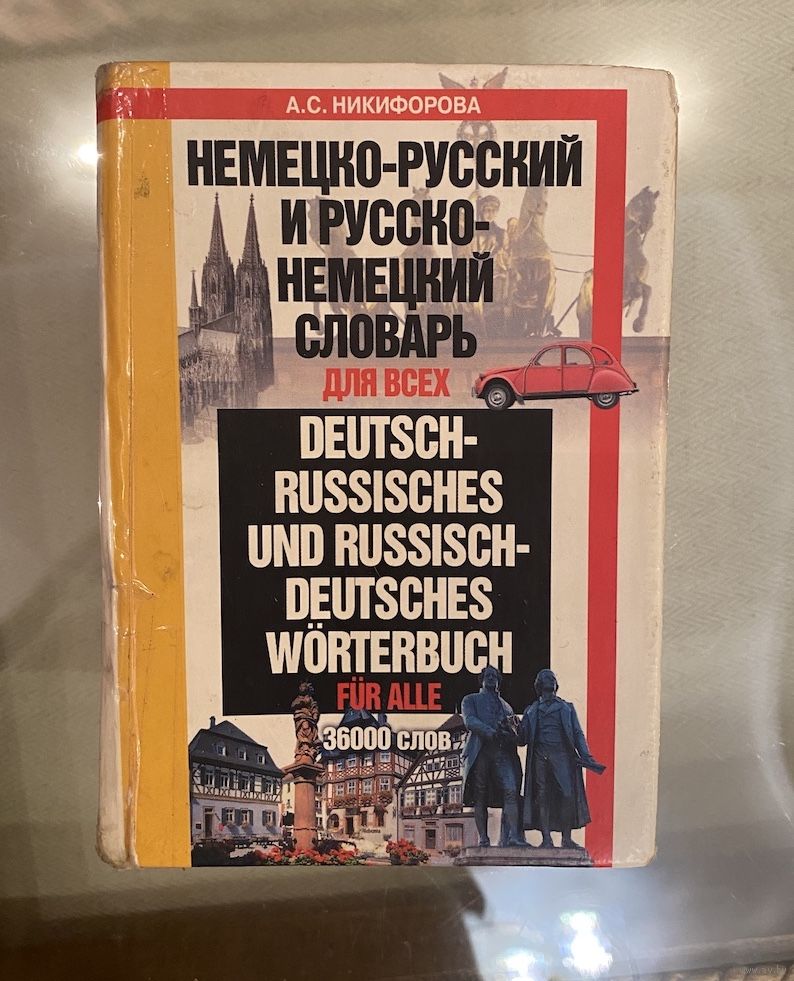 А.С. НИКИФОРОВА
НЕМЕЦКО-РУССКИЙ
И РУССКО-
НЕМЕЦКИЙ
СЛОВАРЬ
ДЛЯ ВСЕХ
DEUTSCH-
RUSSISCHES
UND RUSSISCH-
DEUTSCHES
WÖRTERBUCH
FÜR ALLE
36000 слов